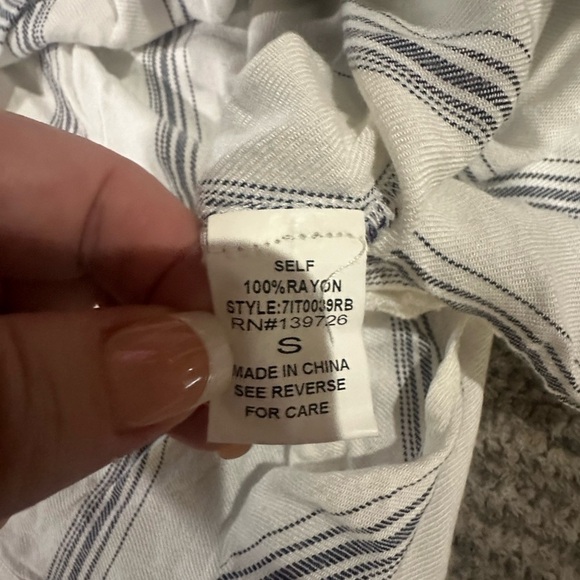 SELF
100%RAYON
STYLE:7IT0039RB
RN#139726
S
MADE IN CHINA
SEE REVERSE
FOR CARE